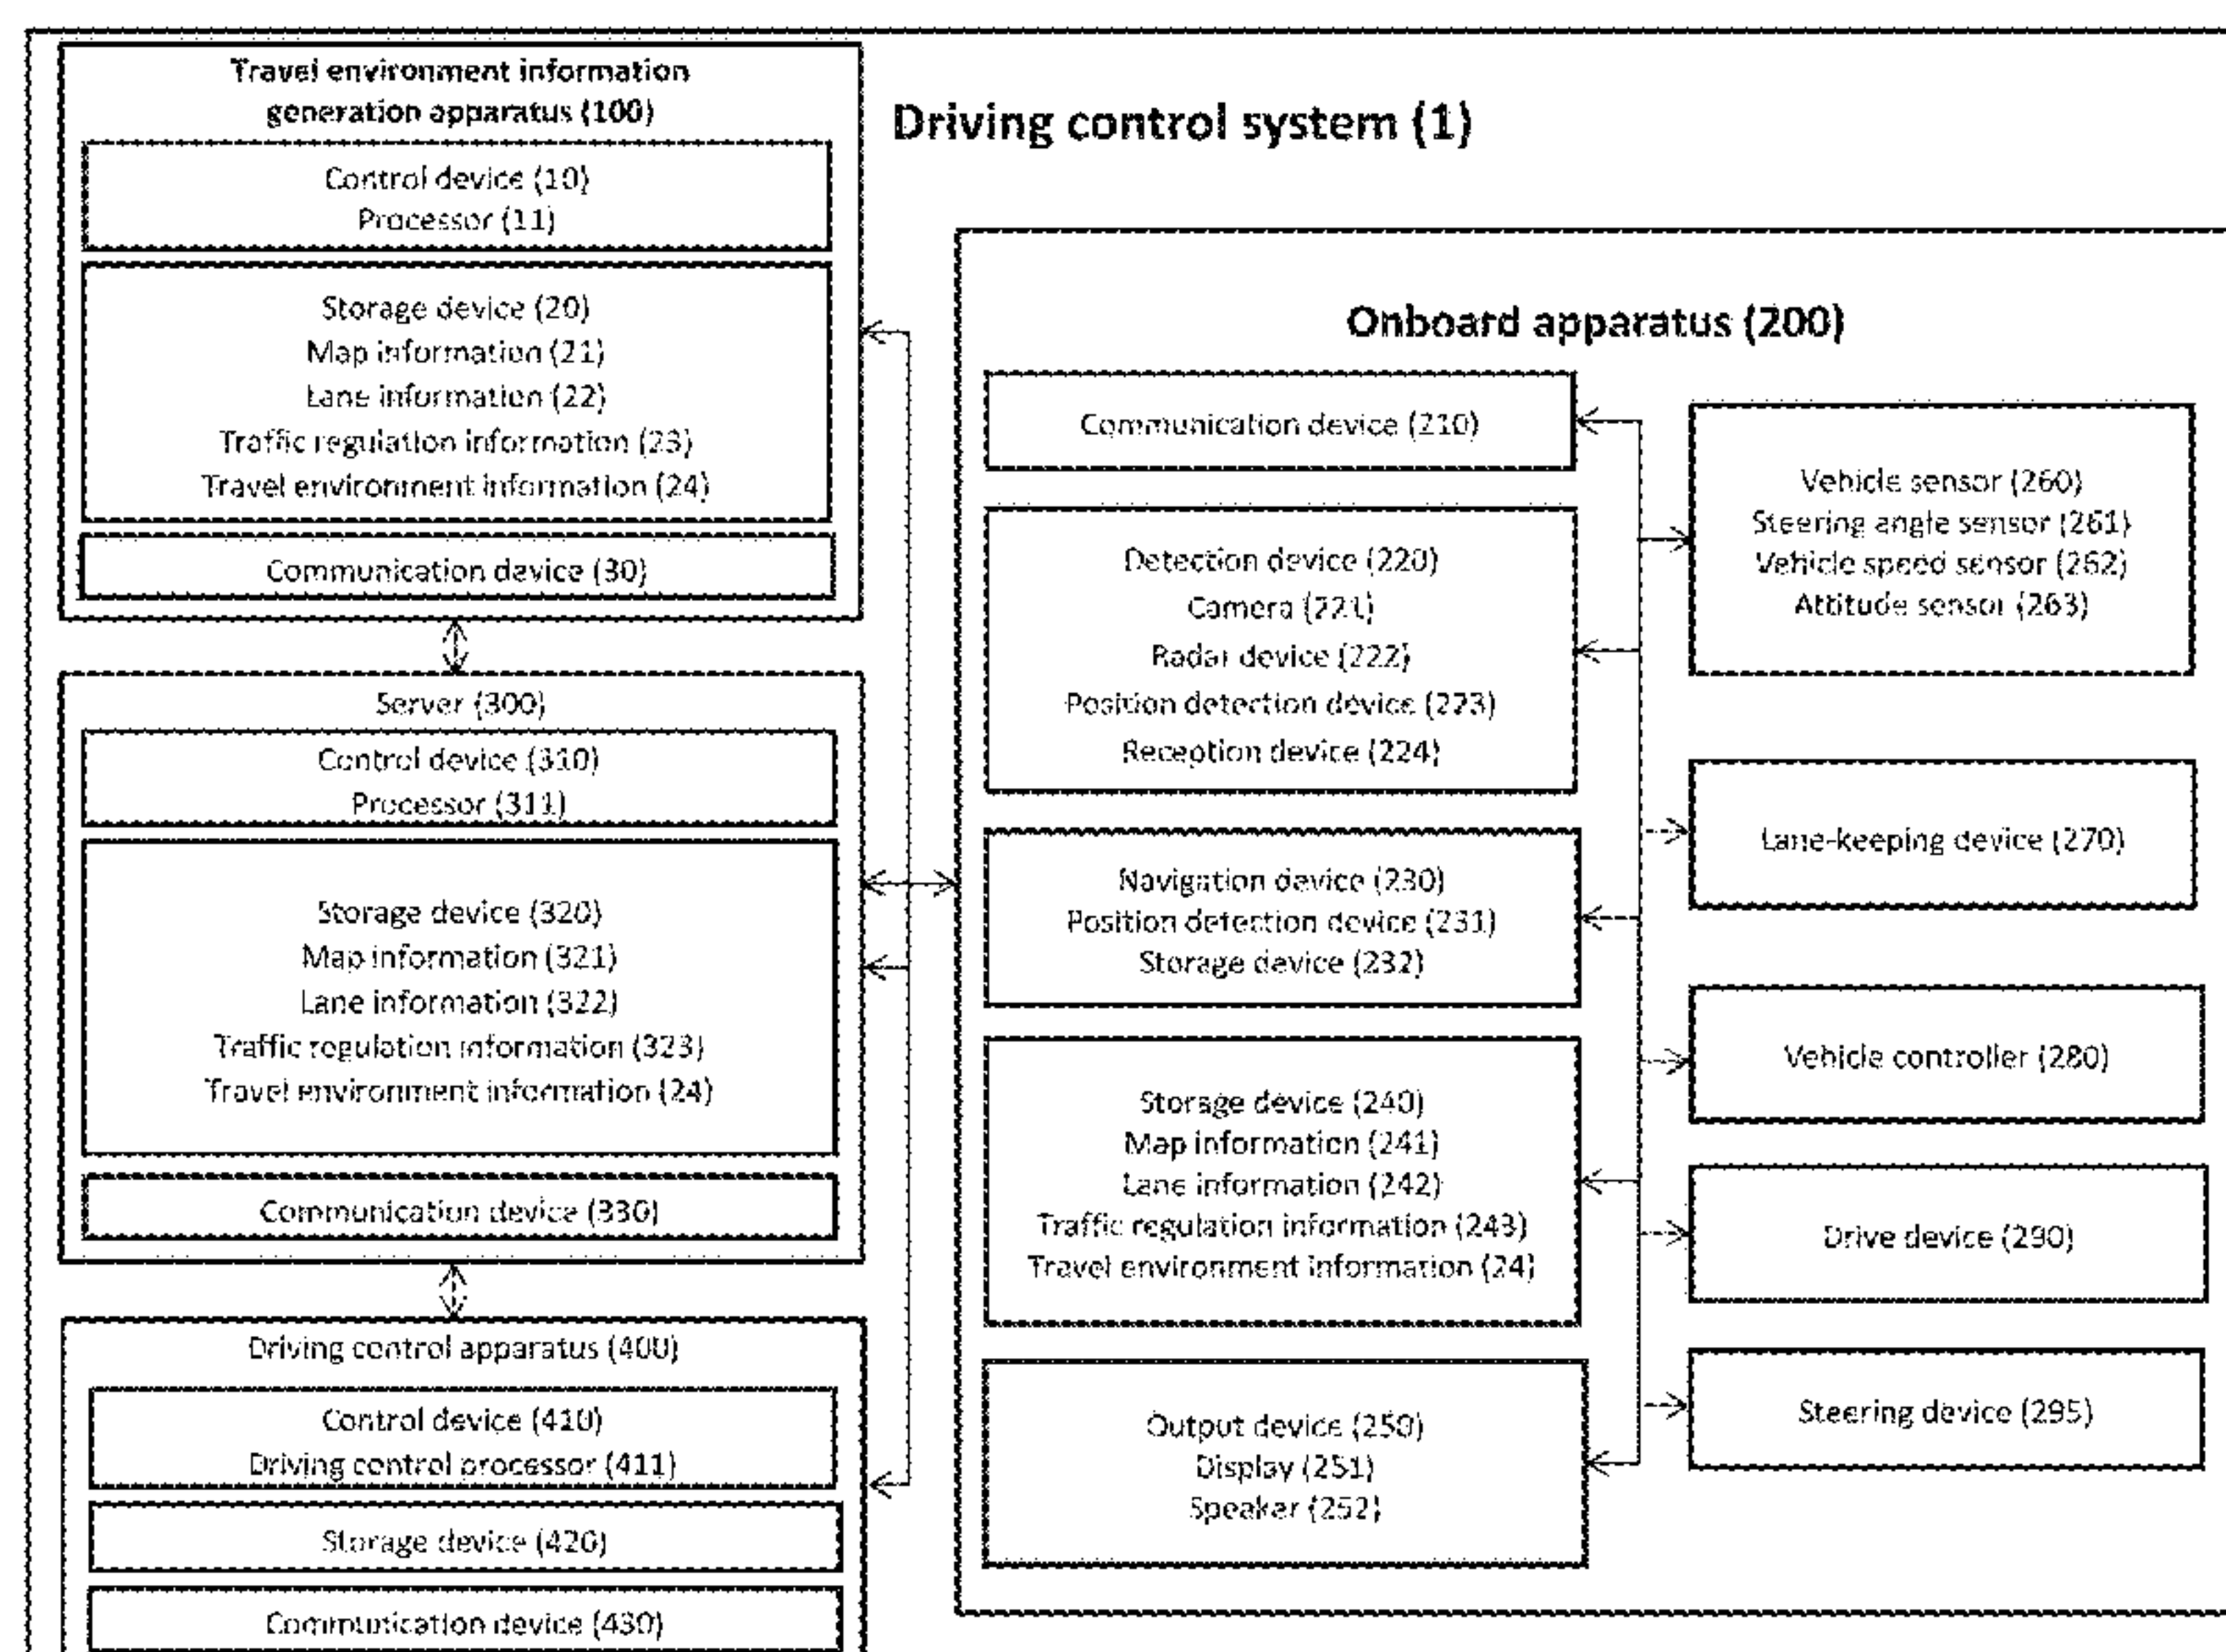 Travel environment information
generation apparatus (100)
Control device (10)
Processor (11)
Storage device (20)
Map information (21)
Lane information (22)
Traffic regulation information (23)
Travel environment information (24)
Communication device (30)
Server (300)
Control device (310)
Processor (311)
Storage device (320)
Map information (321)
Lane information (322)
Traffic regulation information (323)
Travel environment information (24)
Communication device (330)
Driving control apparatus (400)
Control device (410)
Driving control processor (411)
Storage device (420)
Communication device (430)
Driving control system (1)
Onboard apparatus (200)
Communication device (210)
Detection device (220)
Camera (221)
Radar device (222)
Position detection device (223)
Reception device (224)
Navigation device (230)
Position detection device (231)
Storage device (232)
Storage device (240)
Map information (241)
Lane information (242)
Traffic regulation information (243)
Travel environment information (24)
Output device (250)
Display (251)
Speaker (252)
Vehicle sensor (260)
Steering angle sensor (261)
Vehicle speed sensor (262)
Attitude sensor (263)
Lane-keeping device (270)
Vehicle controller (280)
Drive device (290)
Steering device (295)